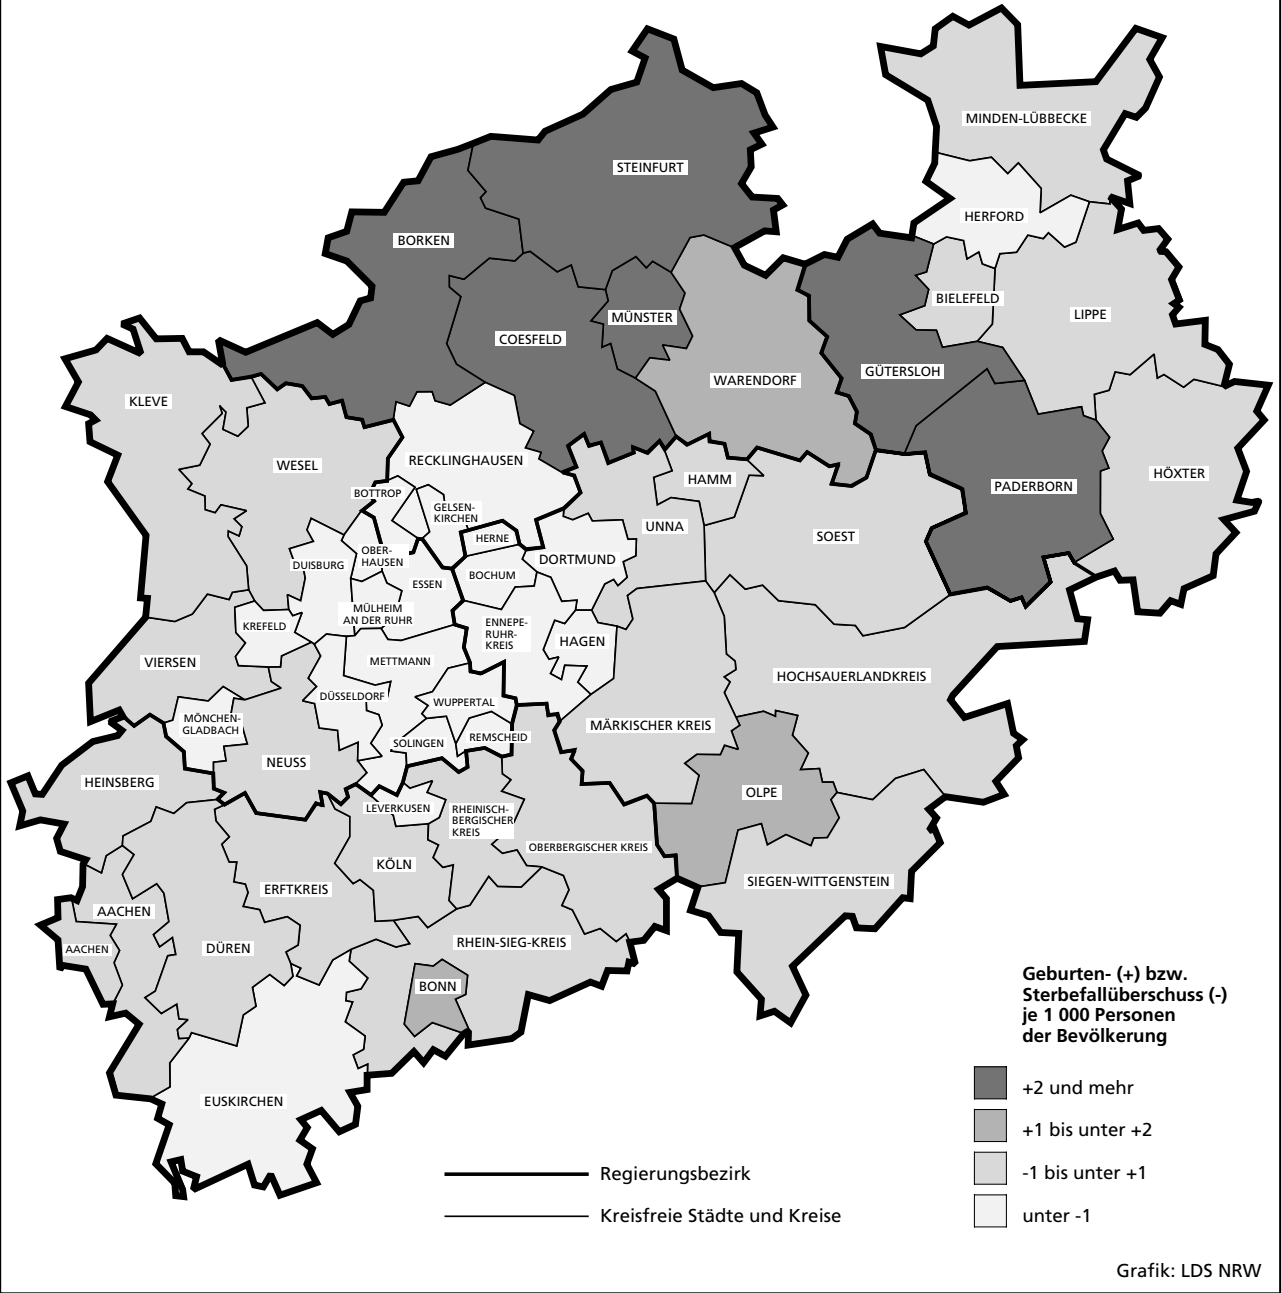 MINDEN-LÜBBECKE
STEINFURT
HERFORD
BORKEN
BIELEFELD
LIPPE
MÜNSTER
COESFELD
GÜTERSLOH
WARENDORF
KLEVE
RECKLINGHAUSEN
WESEL
HÖXTER
HAMM
PADERBORN
BOTTROP
GELSEN-
KIRCHEN
UNNA
SOEST
HERNE
OBER-
HAUSEN
DORTMUND
DUISBURG
BOCHUM
ESSEN
MÜLHEIM
AN DER RUHR
KREFELD
ENNEPE-
RUHR-
KREIS
HAGEN
VIERSEN
METTMANN
HOCHSAUERLANDKREIS
DÜSSELDORF
WUPPERTAL
MÖNCHEN-
GLADBACH
MÄRKISCHER KREIS
REMSCHEID
SOLINGEN
NEUSS
HEINSBERG
OLPE
LEVERKUSEN
RHEINISCH-
BERGISCHER
KREIS
OBERBERGISCHER KREIS
KÖLN
SIEGEN-WITTGENSTEIN
ERFTKREIS
AACHEN
RHEIN-SIEG-KREIS
DÜREN
AACHEN
BONN
EUSKIRCHEN
Geburten- (+) bzw.
Sterbefallüberschuss (-)
je 1 000 Personen
der Bevölkerung
+2 und mehr
+1 bis unter +2
-1 bis unter +1
unter -1
Regierungsbezirk
Kreisfreie Städte und Kreise
Grafik: LDS NRW